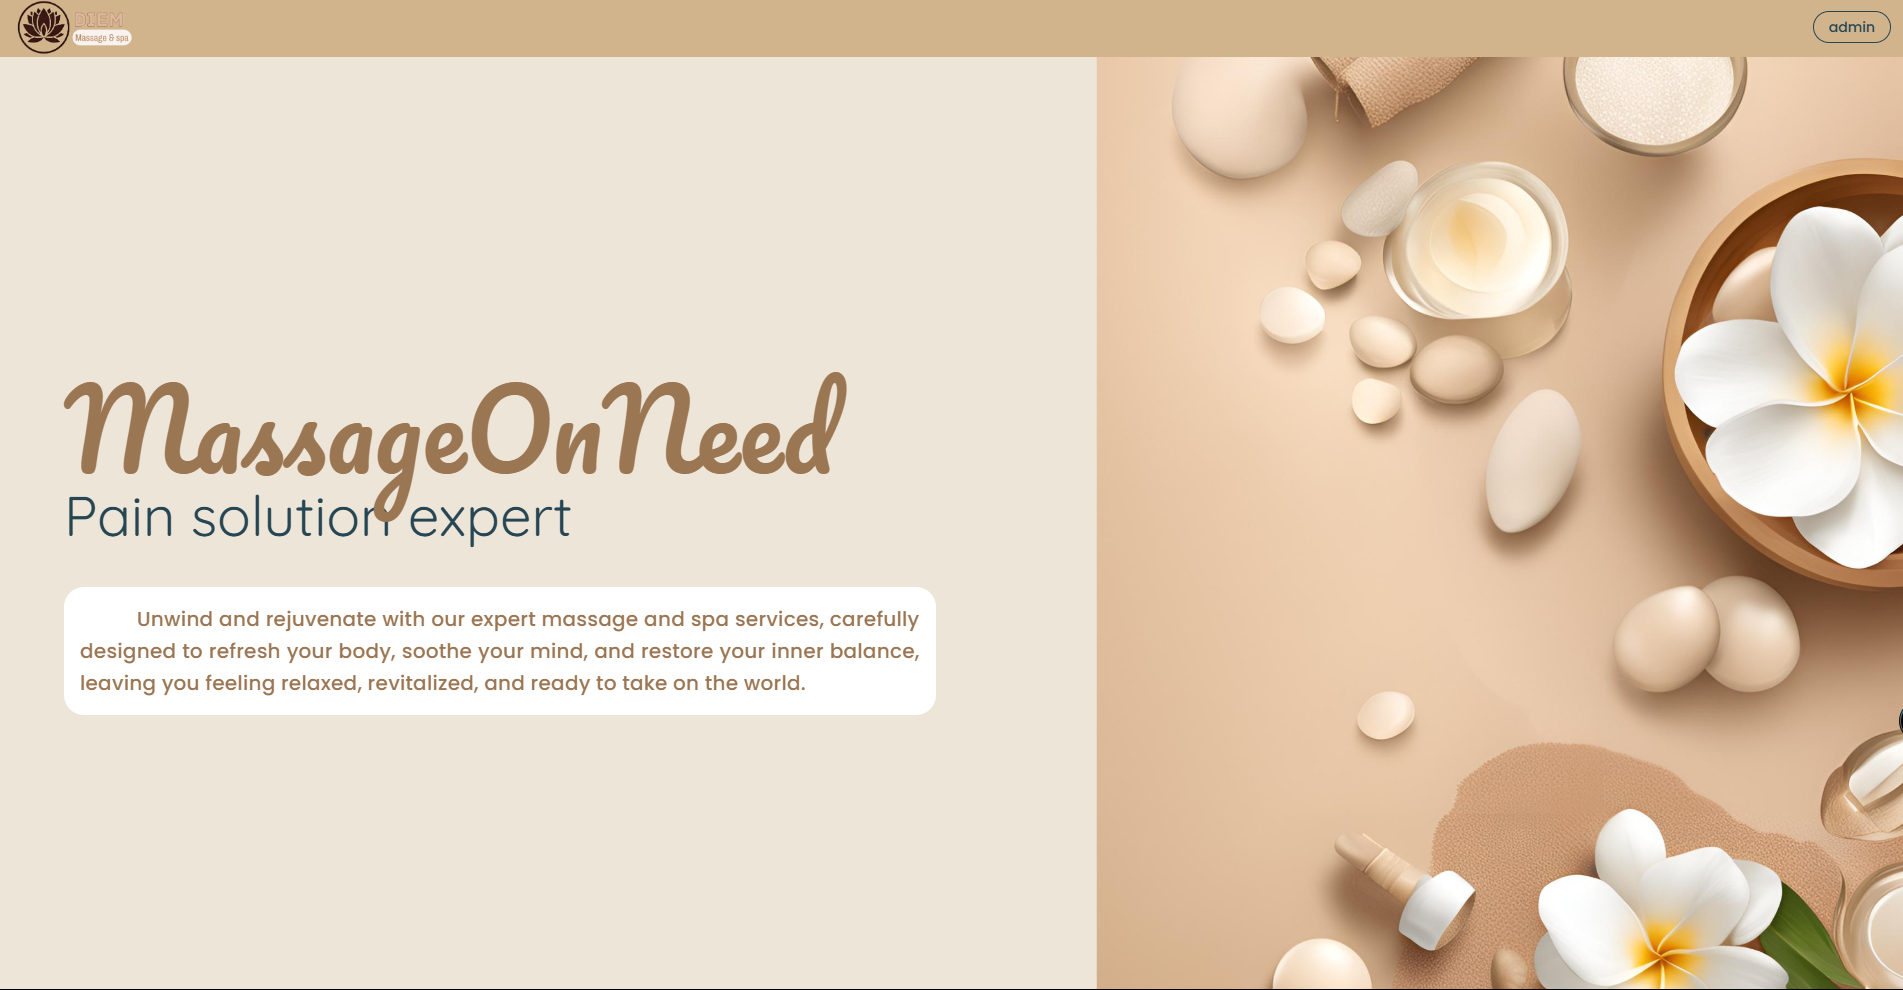 DIEM
Massage & spa
admin
MassageOnNeed
Pain solution expert
Unwind and rejuvenate with our expert massage and spa services, carefully
designed to refresh your body, soothe your mind, and restore your inner balance,
leaving you feeling relaxed, revitalized, and ready to take on the world.